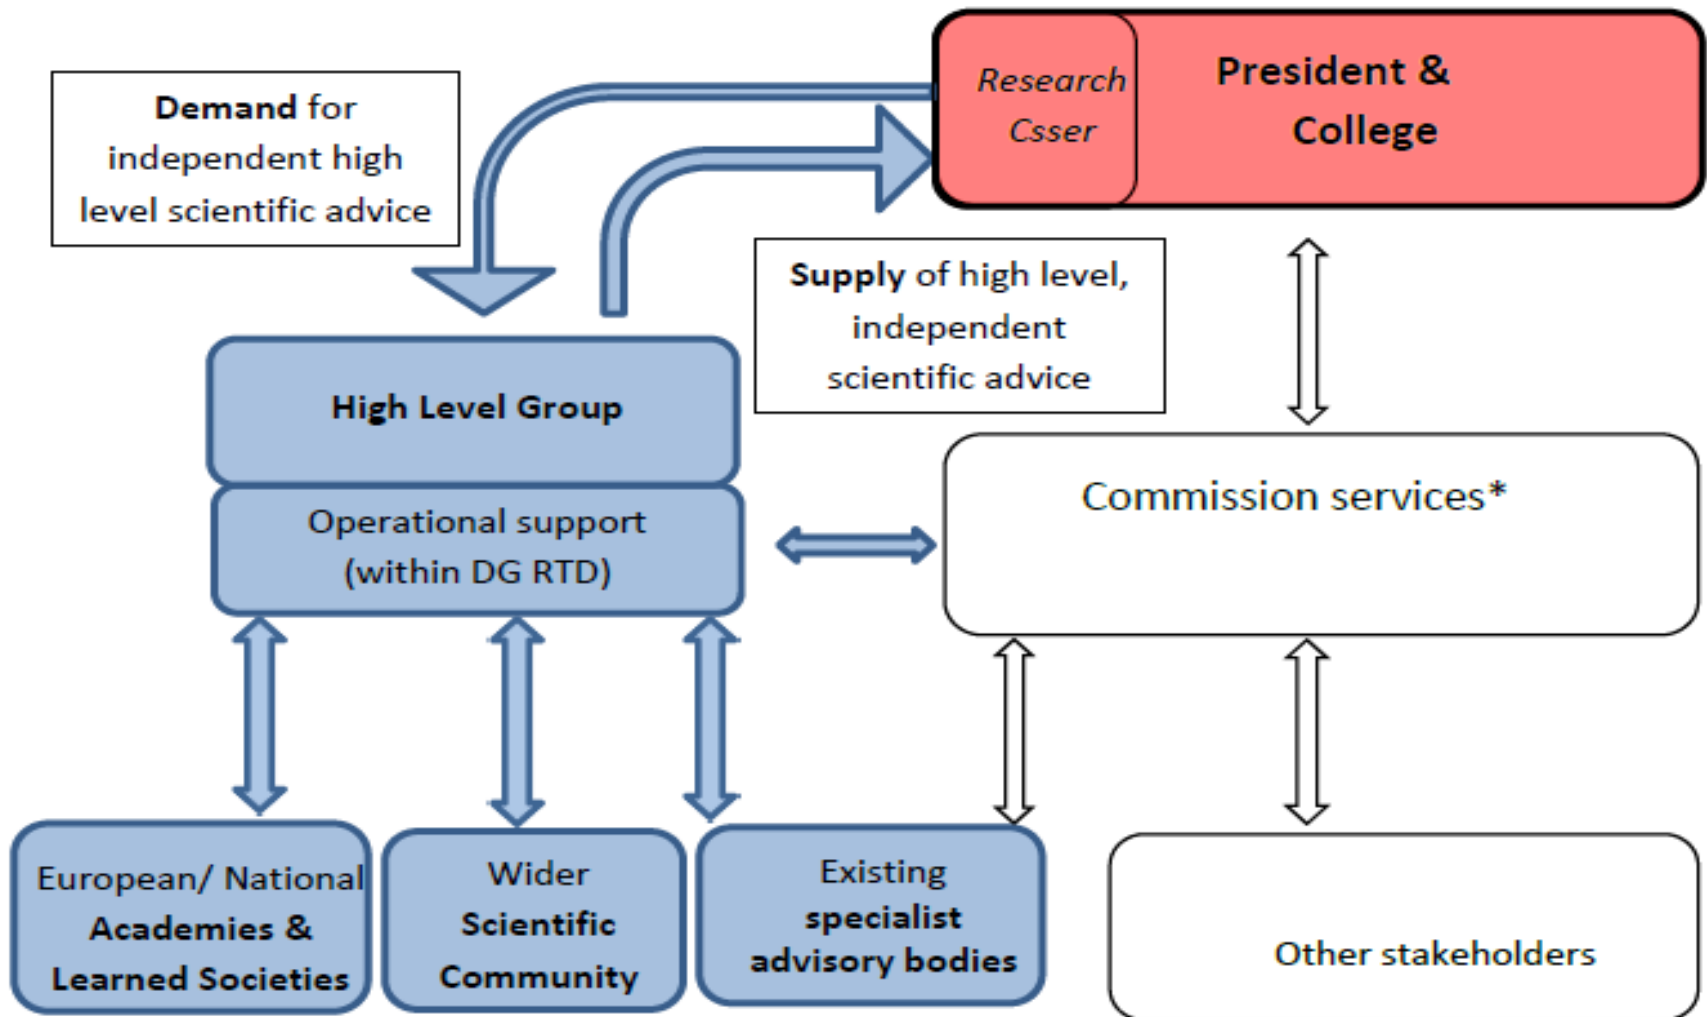 Research
Csser
President &
College
Demand for
independent high
level scientific advice
Supply of high level,
independent
scientific advice
High Level Group
Operational support
(within DG RTD)
Commission services*
European/ National
Academies &
Learned Societies
Wider
Scientific
Community
Existing
specialist
advisory bodies
Other stakeholders